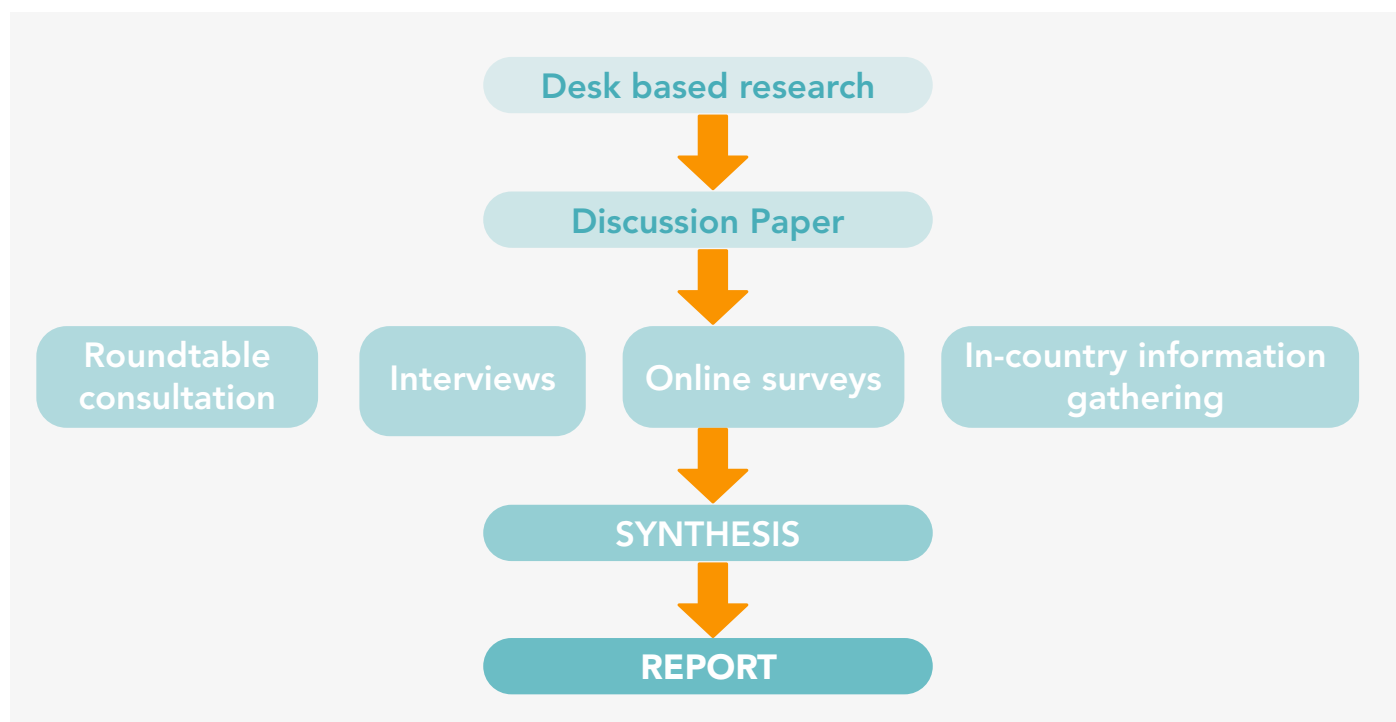 Desk based research
Discussion Paper
Roundtable
consultation
Interviews
Online surveys
In-country information
gathering
SYNTHESIS
REPORT